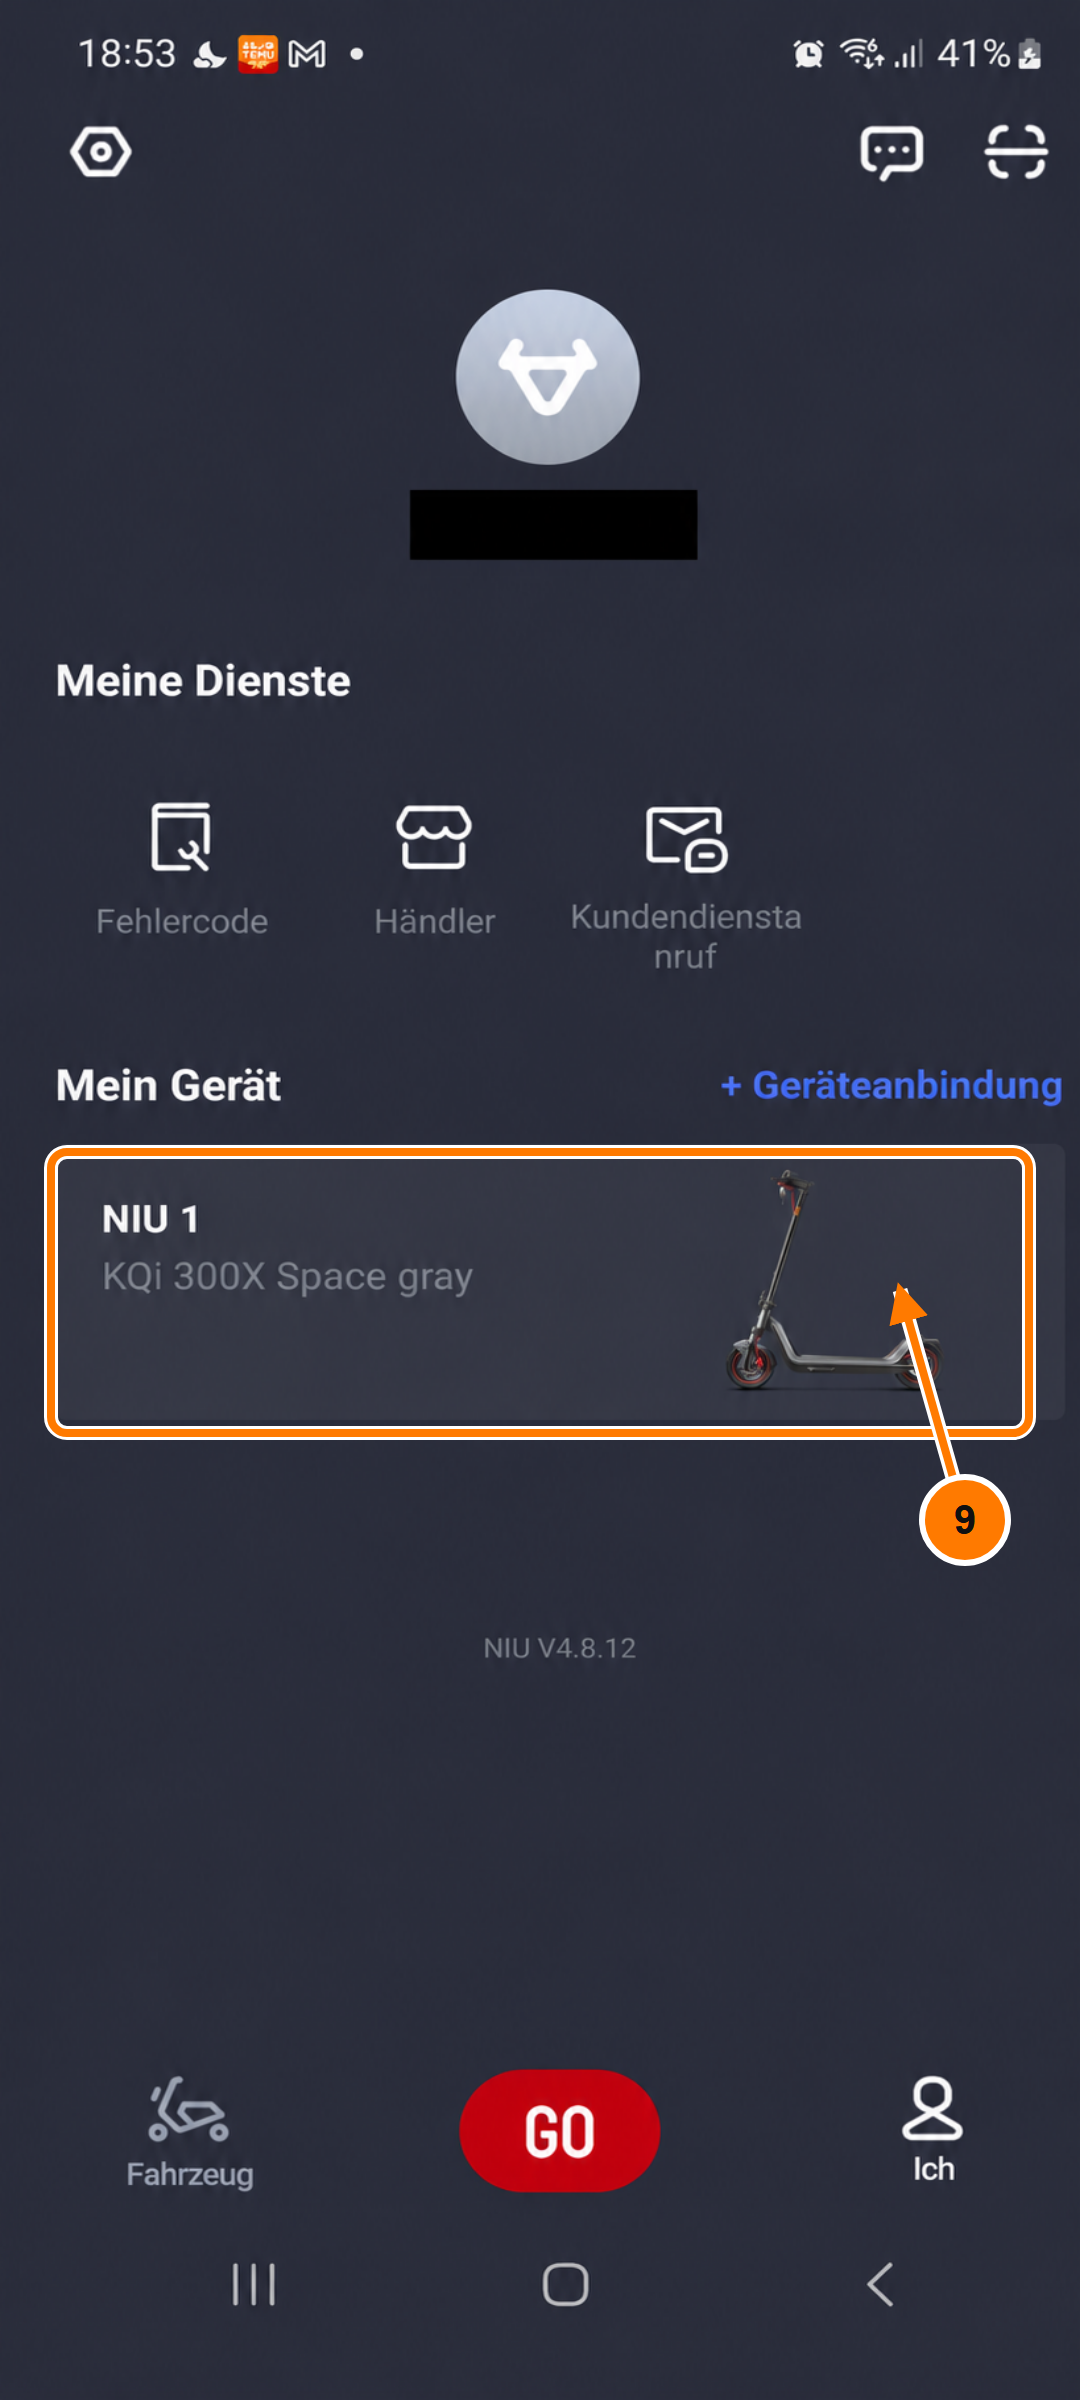 18:53 TEMU 41%
Meine Dienste
Fehlercode Händler Kundendiensta
nruf
Mein Gerät + Geräteanbindung
NIU 1
KQi 300X Space gray
9
NIU V4.8.12
GO
Fahrzeug Ich